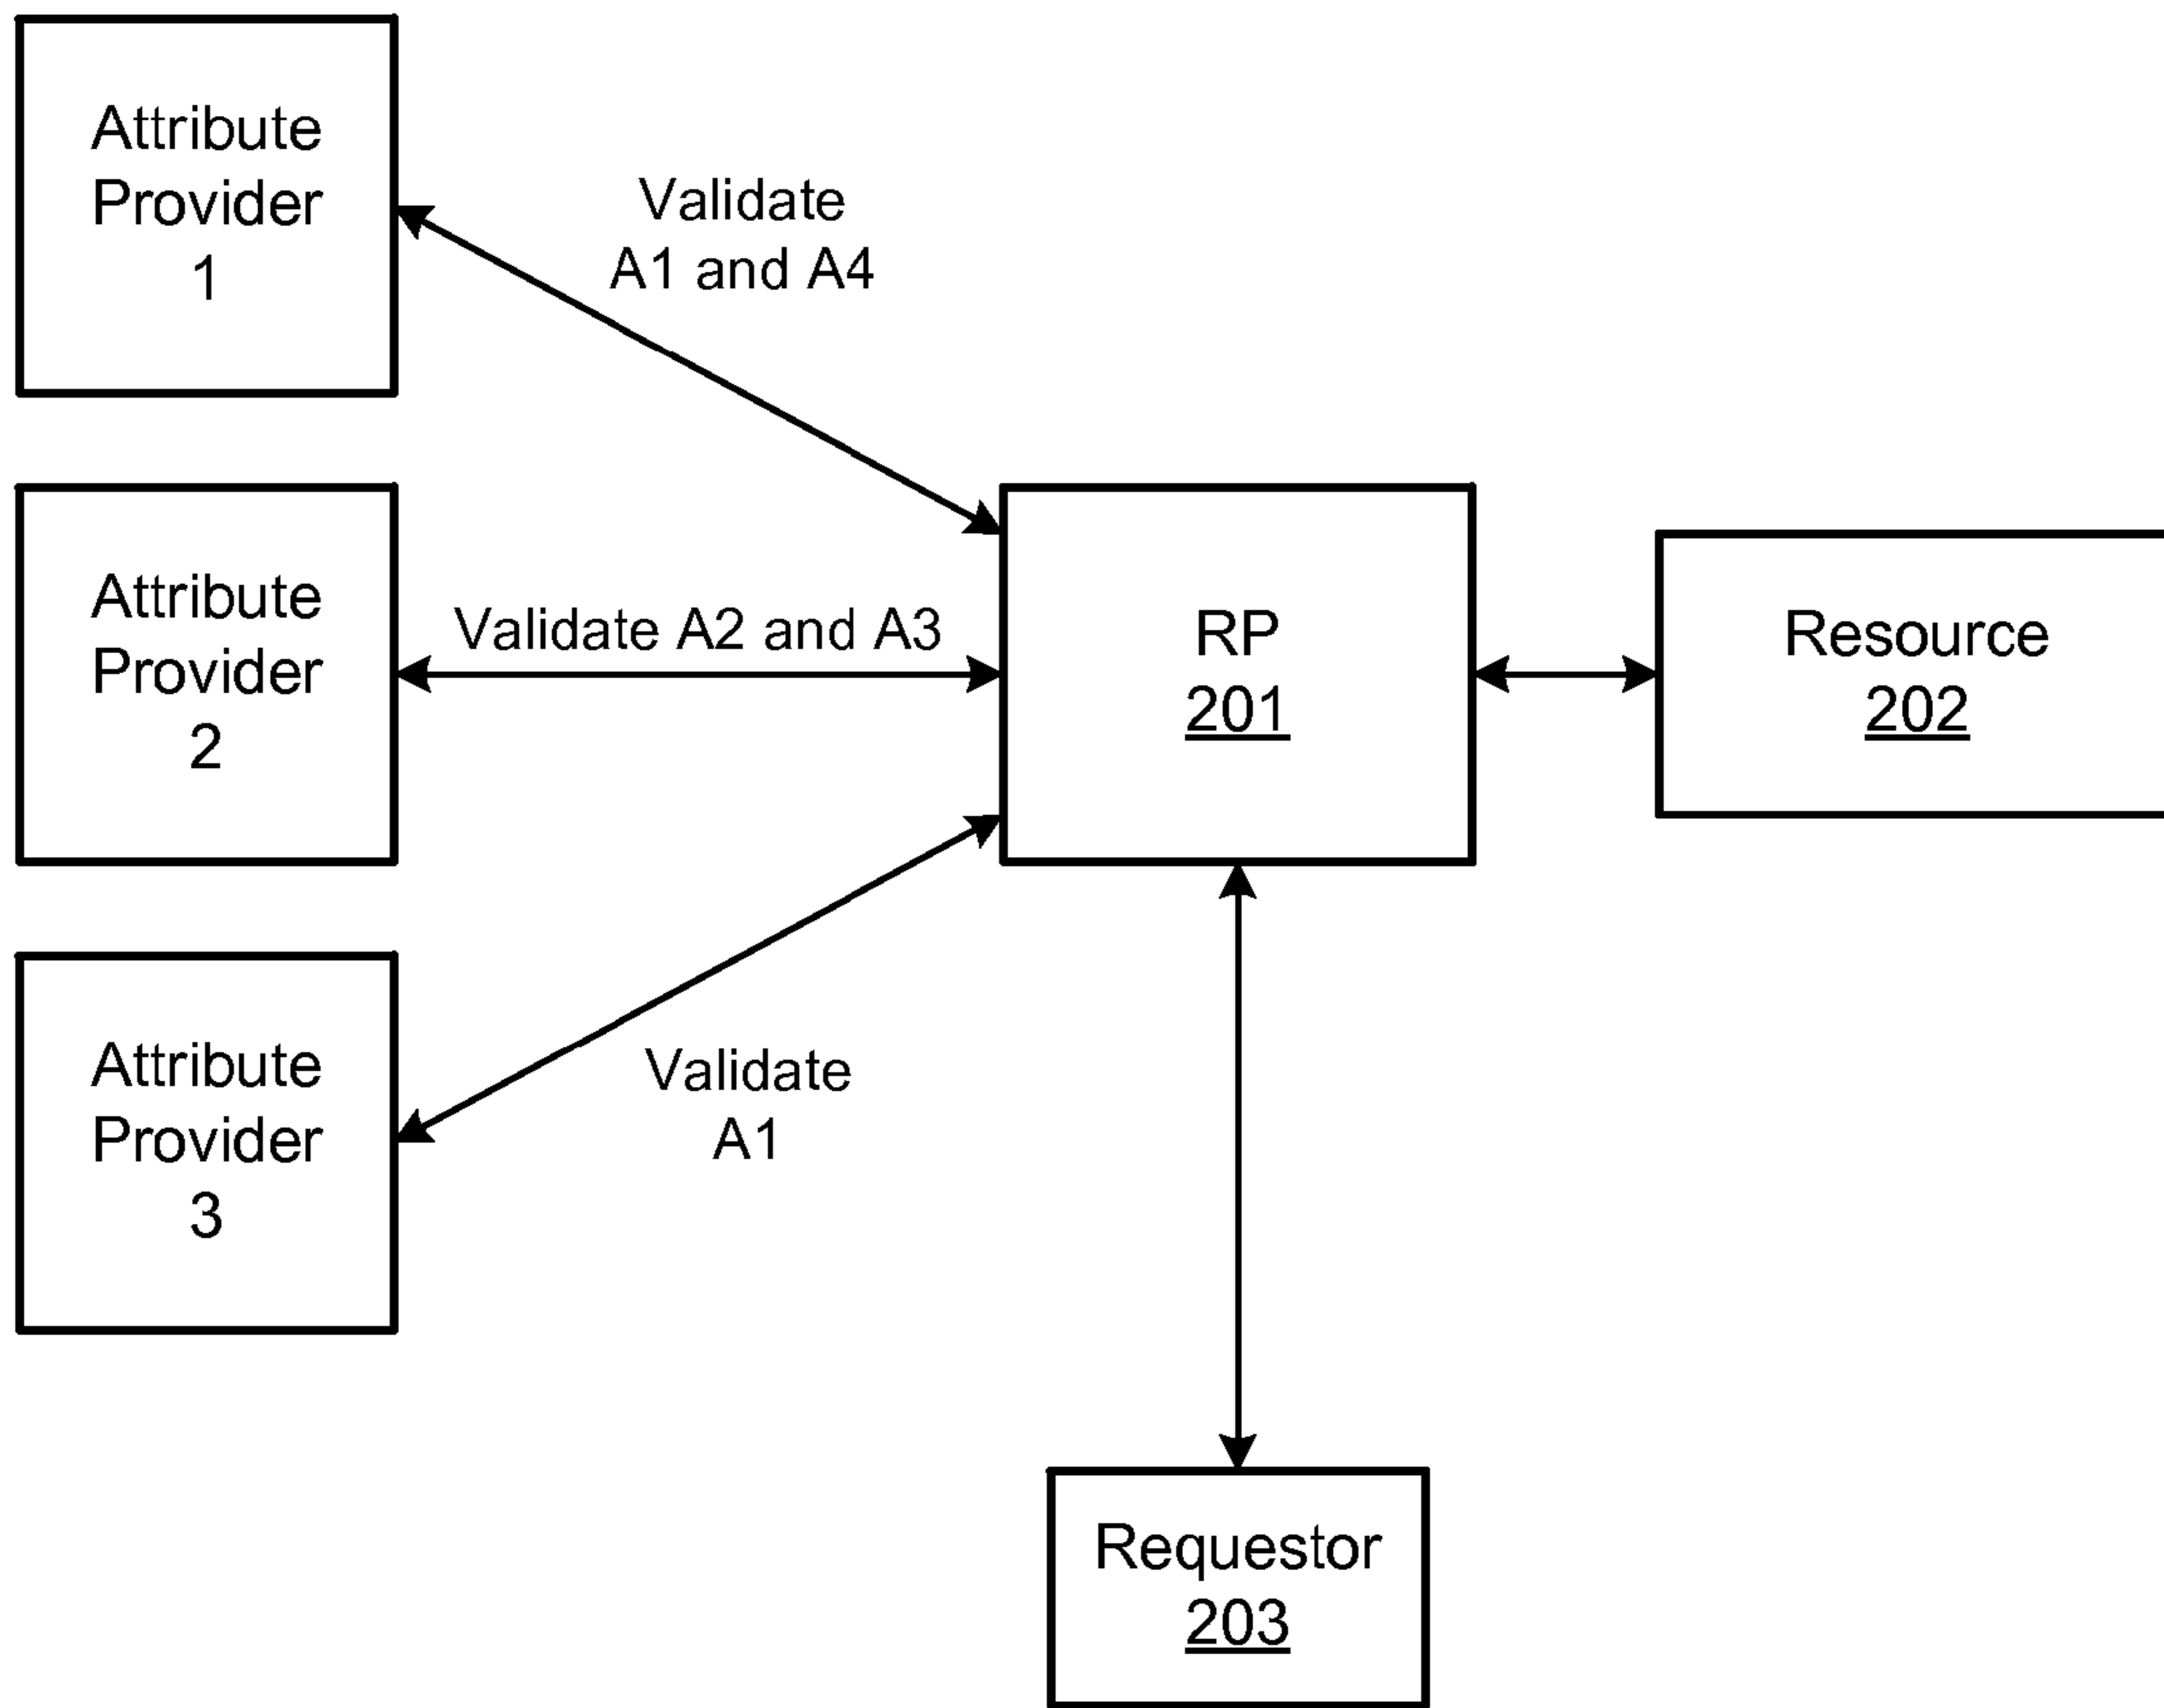 Attribute
Provider
1
Validate
A1 and A4
Attribute
Provider
2
Validate A2 and A3
RP
201
Resource
202
Attribute
Provider
3
Validate
A1
Requestor
203